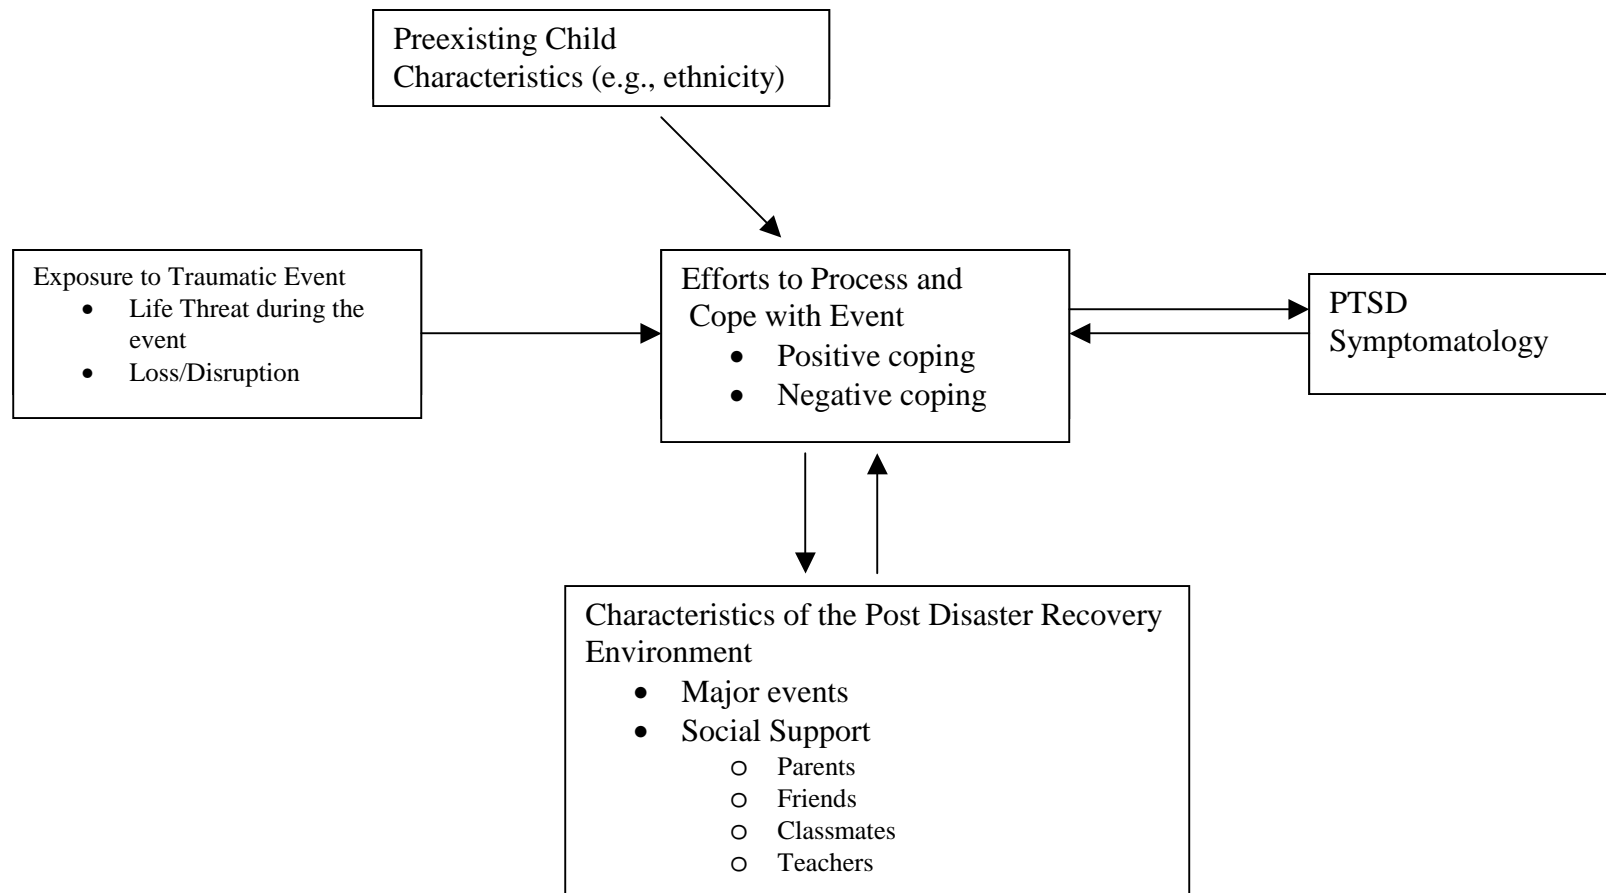 Preexisting Child
Characteristics (e.g., ethnicity)
Exposure to Traumatic Event
• Life Threat during the
event
• Loss/Disruption
Efforts to Process and
Cope with Event
• Positive coping
• Negative coping
PTSD
Symptomatology
Characteristics of the Post Disaster Recovery
Environment
• Major events
• Social Support
o Parents
o Friends
o Classmates
o Teachers